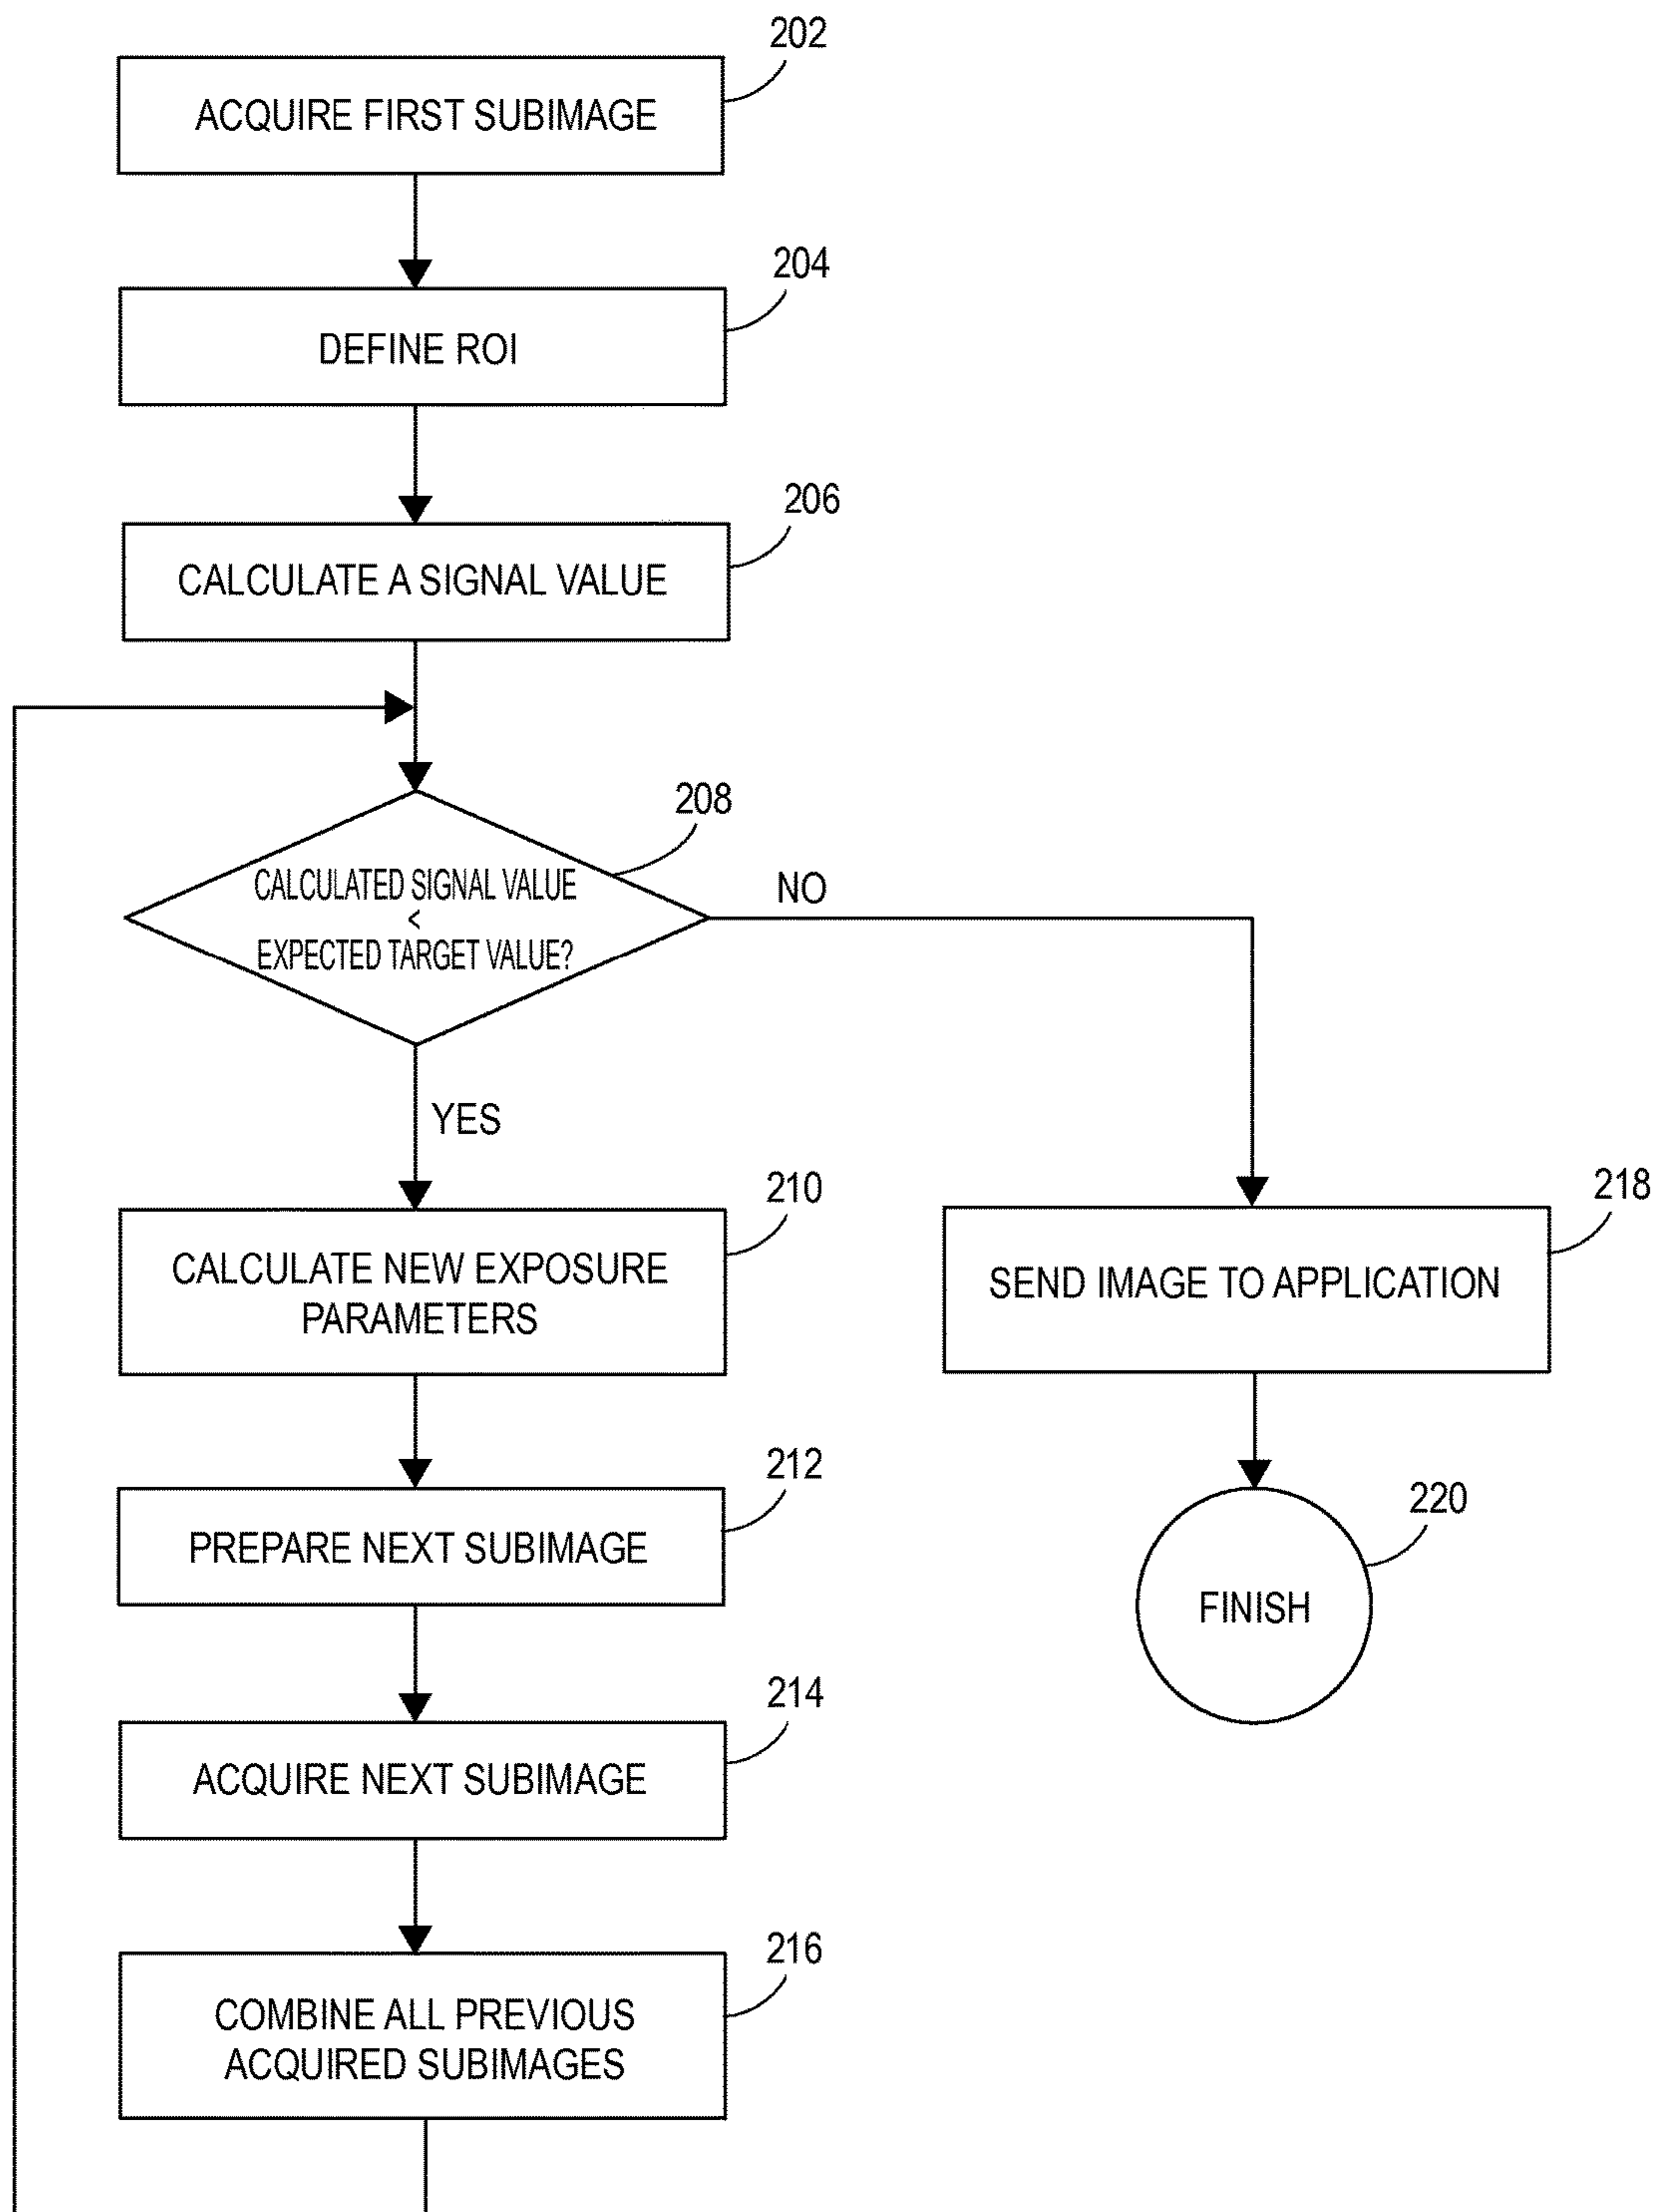 202
ACQUIRE FIRST SUBIMAGE
204
DEFINE ROI
206
CALCULATE A SIGNAL VALUE
208
CALCULATED SIGNAL VALUE
<
EXPECTED TARGET VALUE?
NO
YES
210
CALCULATE NEW EXPOSURE
PARAMETERS
218
SEND IMAGE TO APPLICATION
212
PREPARE NEXT SUBIMAGE
220
FINISH
214
ACQUIRE NEXT SUBIMAGE
216
COMBINE ALL PREVIOUS
ACQUIRED SUBIMAGES